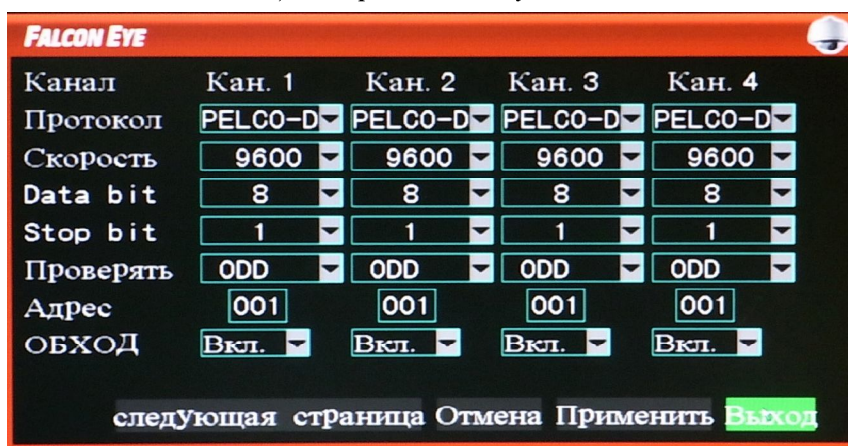 FALCON EYE
Канал Кан. 1 Кан. 2 Кан. 3 Кан. 4
Протокол PELCO-D PELCO-D PELCO-D PELCO-D
Скорость 9600 9600 9600 9600
Data bit 8 8 8 8
Stop bit 1 1 1 1
Проверять ODD ODD ODD ODD
Адрес 001 001 001 001
ОБХОД Вкл. Вкл. Вкл. Вкл.
следующая страница Отмена Применить Выход